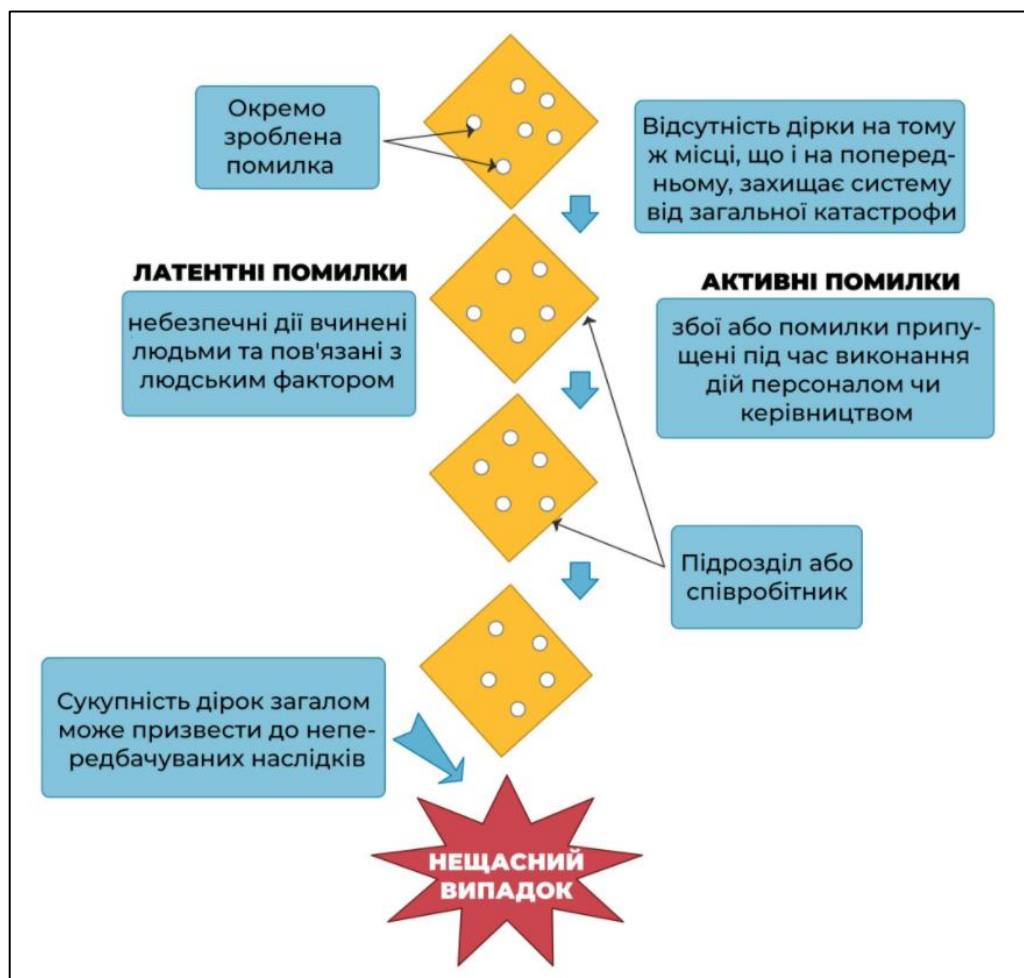 Окремо
зроблена
помилка
Відсутність дірки на тому
ж місці, що і на поперед-
ньому, захищає систему
від загальної катастрофи
ЛАТЕНТНІ ПОМИЛКИ
небезпечні дії вчинені
людьми та пов'язані з
людським фактором
АКТИВНІ ПОМИЛКИ
збої або помилки припу-
щені під час виконання
дій персоналом чи
керівництвом
Підрозділ або
співробітник
Сукупність дірок загалом
може призвести до непе-
редбачуваних наслідків
НЕЩАСНИЙ
ВИПАДОК